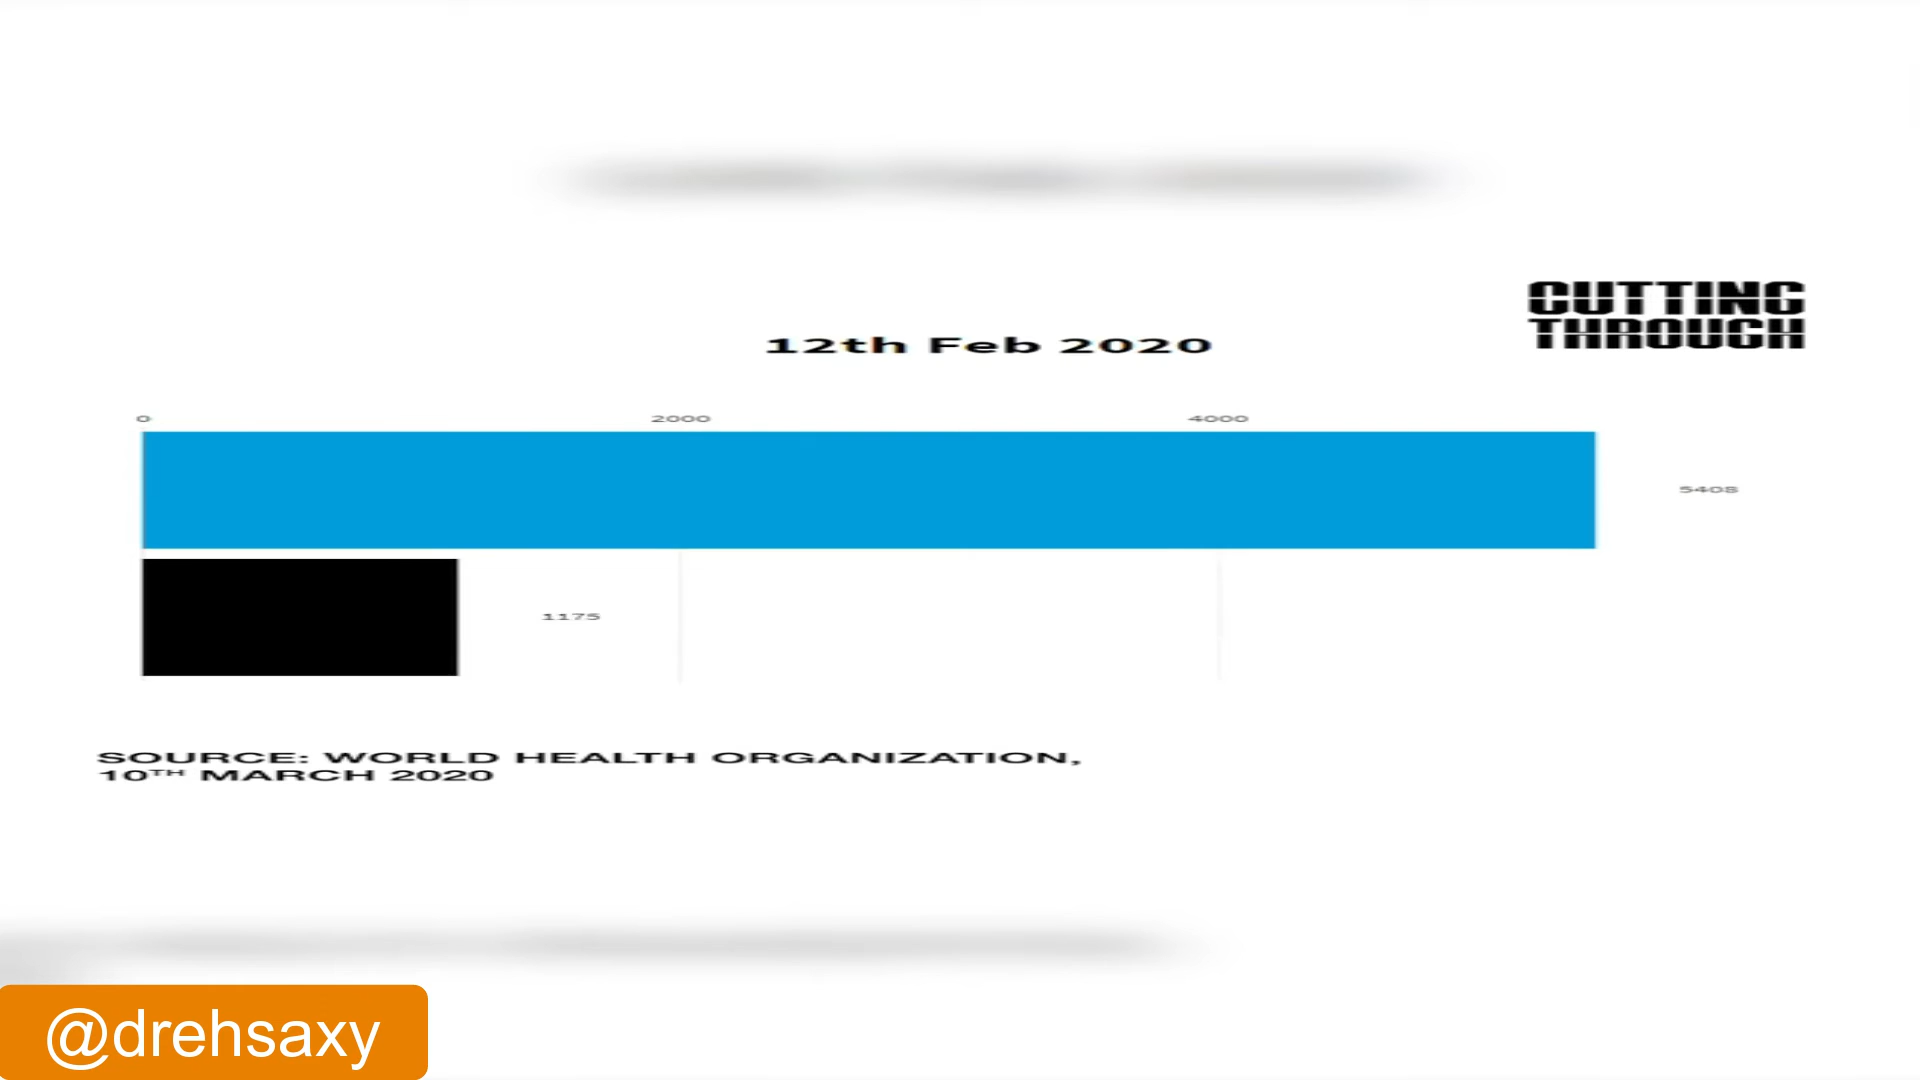 CUTTING
THROUGH
12th Feb 2020
0 2000 4000
5408
1175
SOURCE: WORLD HEALTH ORGANIZATION,
10TH MARCH 2020
@drehsaxy